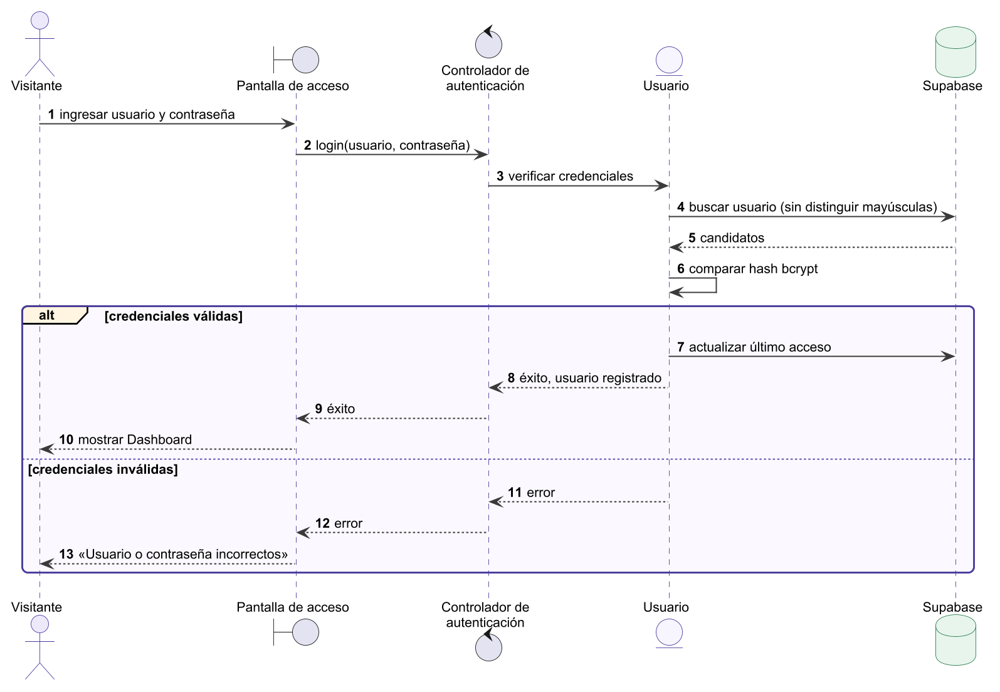 Visitante
Pantalla de acceso
Controlador de
autenticación
Usuario
Supabase
1 ingresar usuario y contraseña
2 login(usuario, contraseña)
3 verificar credenciales
4 buscar usuario (sin distinguir mayúsculas)
5 candidatos
6 comparar hash bcrypt
alt [credenciales válidas]
7 actualizar último acceso
8 éxito, usuario registrado
9 éxito
10 mostrar Dashboard
[credenciales inválidas]
11 error
12 error
13 «Usuario o contraseña incorrectos»
Visitante
Pantalla de acceso
Controlador de
autenticación
Usuario
Supabase